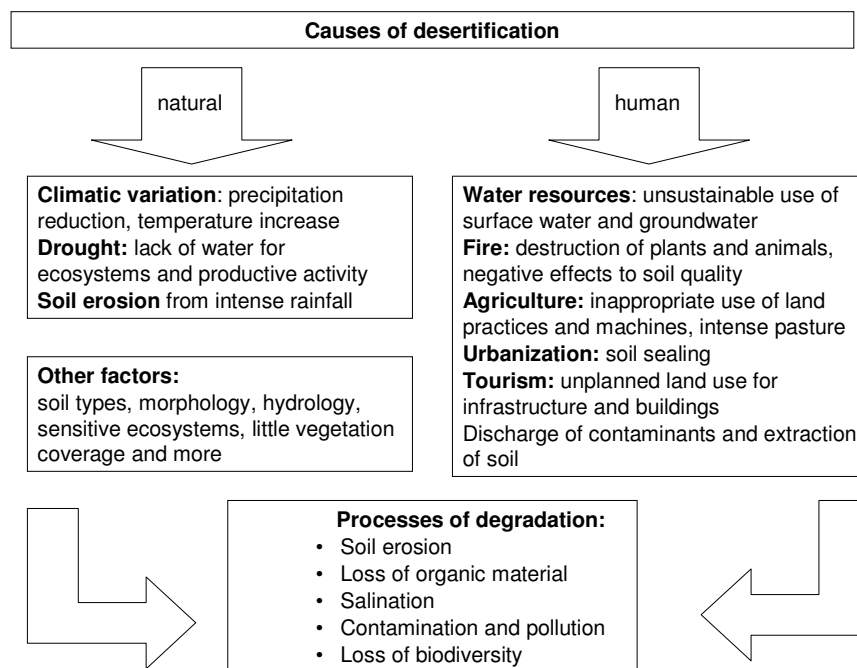 Causes of desertification
natural
human
Climatic variation: precipitation
reduction, temperature increase
Drought: lack of water for
ecosystems and productive activity
Soil erosion from intense rainfall
Other factors:
soil types, morphology, hydrology,
sensitive ecosystems, little vegetation
coverage and more
Water resources: unsustainable use of
surface water and groundwater
Fire: destruction of plants and animals,
negative effects to soil quality
Agriculture: inappropriate use of land
practices and machines, intense pasture
Urbanization: soil sealing
Tourism: unplanned land use for
infrastructure and buildings
Discharge of contaminants and extraction
of soil
Processes of degradation:
• Soil erosion
• Loss of organic material
• Salination
• Contamination and pollution
• Loss of biodiversity